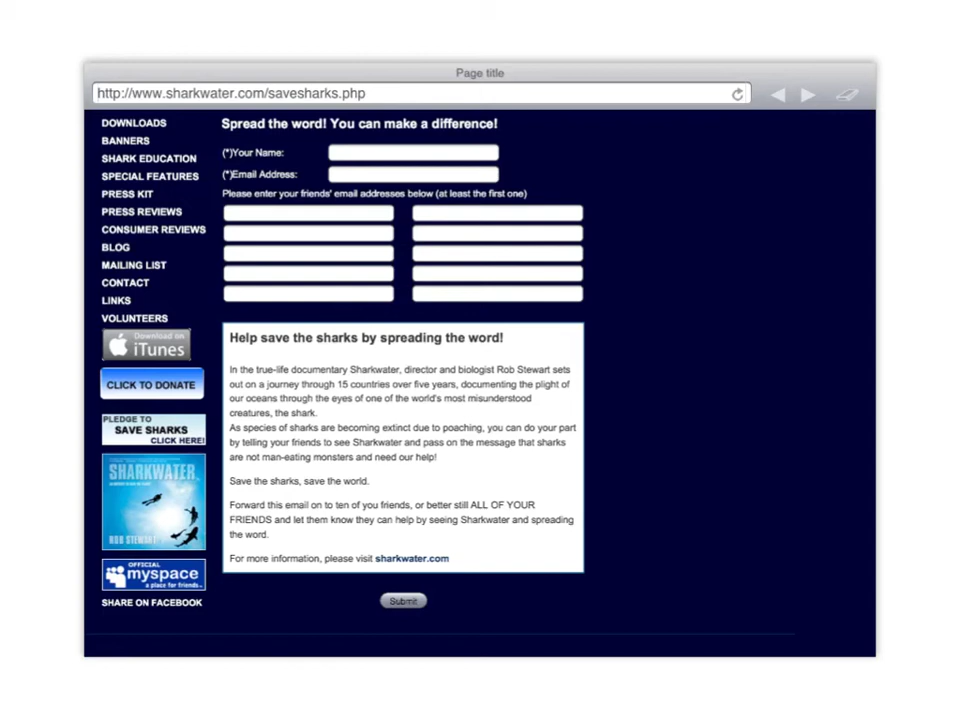 Page title
http://www.sharkwater.com/savesharks.php
DOWNLOADS
BANNERS
SHARK EDUCATION
SPECIAL FEATURES
PRESS KIT
PRESS REVIEWS
CONSUMER REVIEWS
BLOG
MAILING LIST
CONTACT
LINKS
VOLUNTEERS
Download on
iTunes
CLICK TO DONATE
PLEDGE TO
SAVE SHARKS
CLICK HERE!
SHARKWATER
ROB STEWART
OFFICIAL
myspace
a place for friends
SHARE ON FACEBOOK
Spread the word! You can make a difference!
(*)Your Name:
(*)Email Address:
Please enter your friends' email addresses below (at least the first one)
Help save the sharks by spreading the word!
In the true-life documentary Sharkwater, director and biologist Rob Stewart sets
out on a journey through 15 countries over five years, documenting the plight of
our oceans through the eyes of one of the world's most misunderstood
creatures, the shark.
As species of sharks are becoming extinct due to poaching, you can do your part
by telling your friends to see Sharkwater and pass on the message that sharks
are not man-eating monsters and need our help!
Save the sharks, save the world.
Forward this email on to ten of you friends, or better still ALL OF YOUR
FRIENDS and let them know they can help by seeing Sharkwater and spreading
the word.
For more information, please visit sharkwater.com
Submit